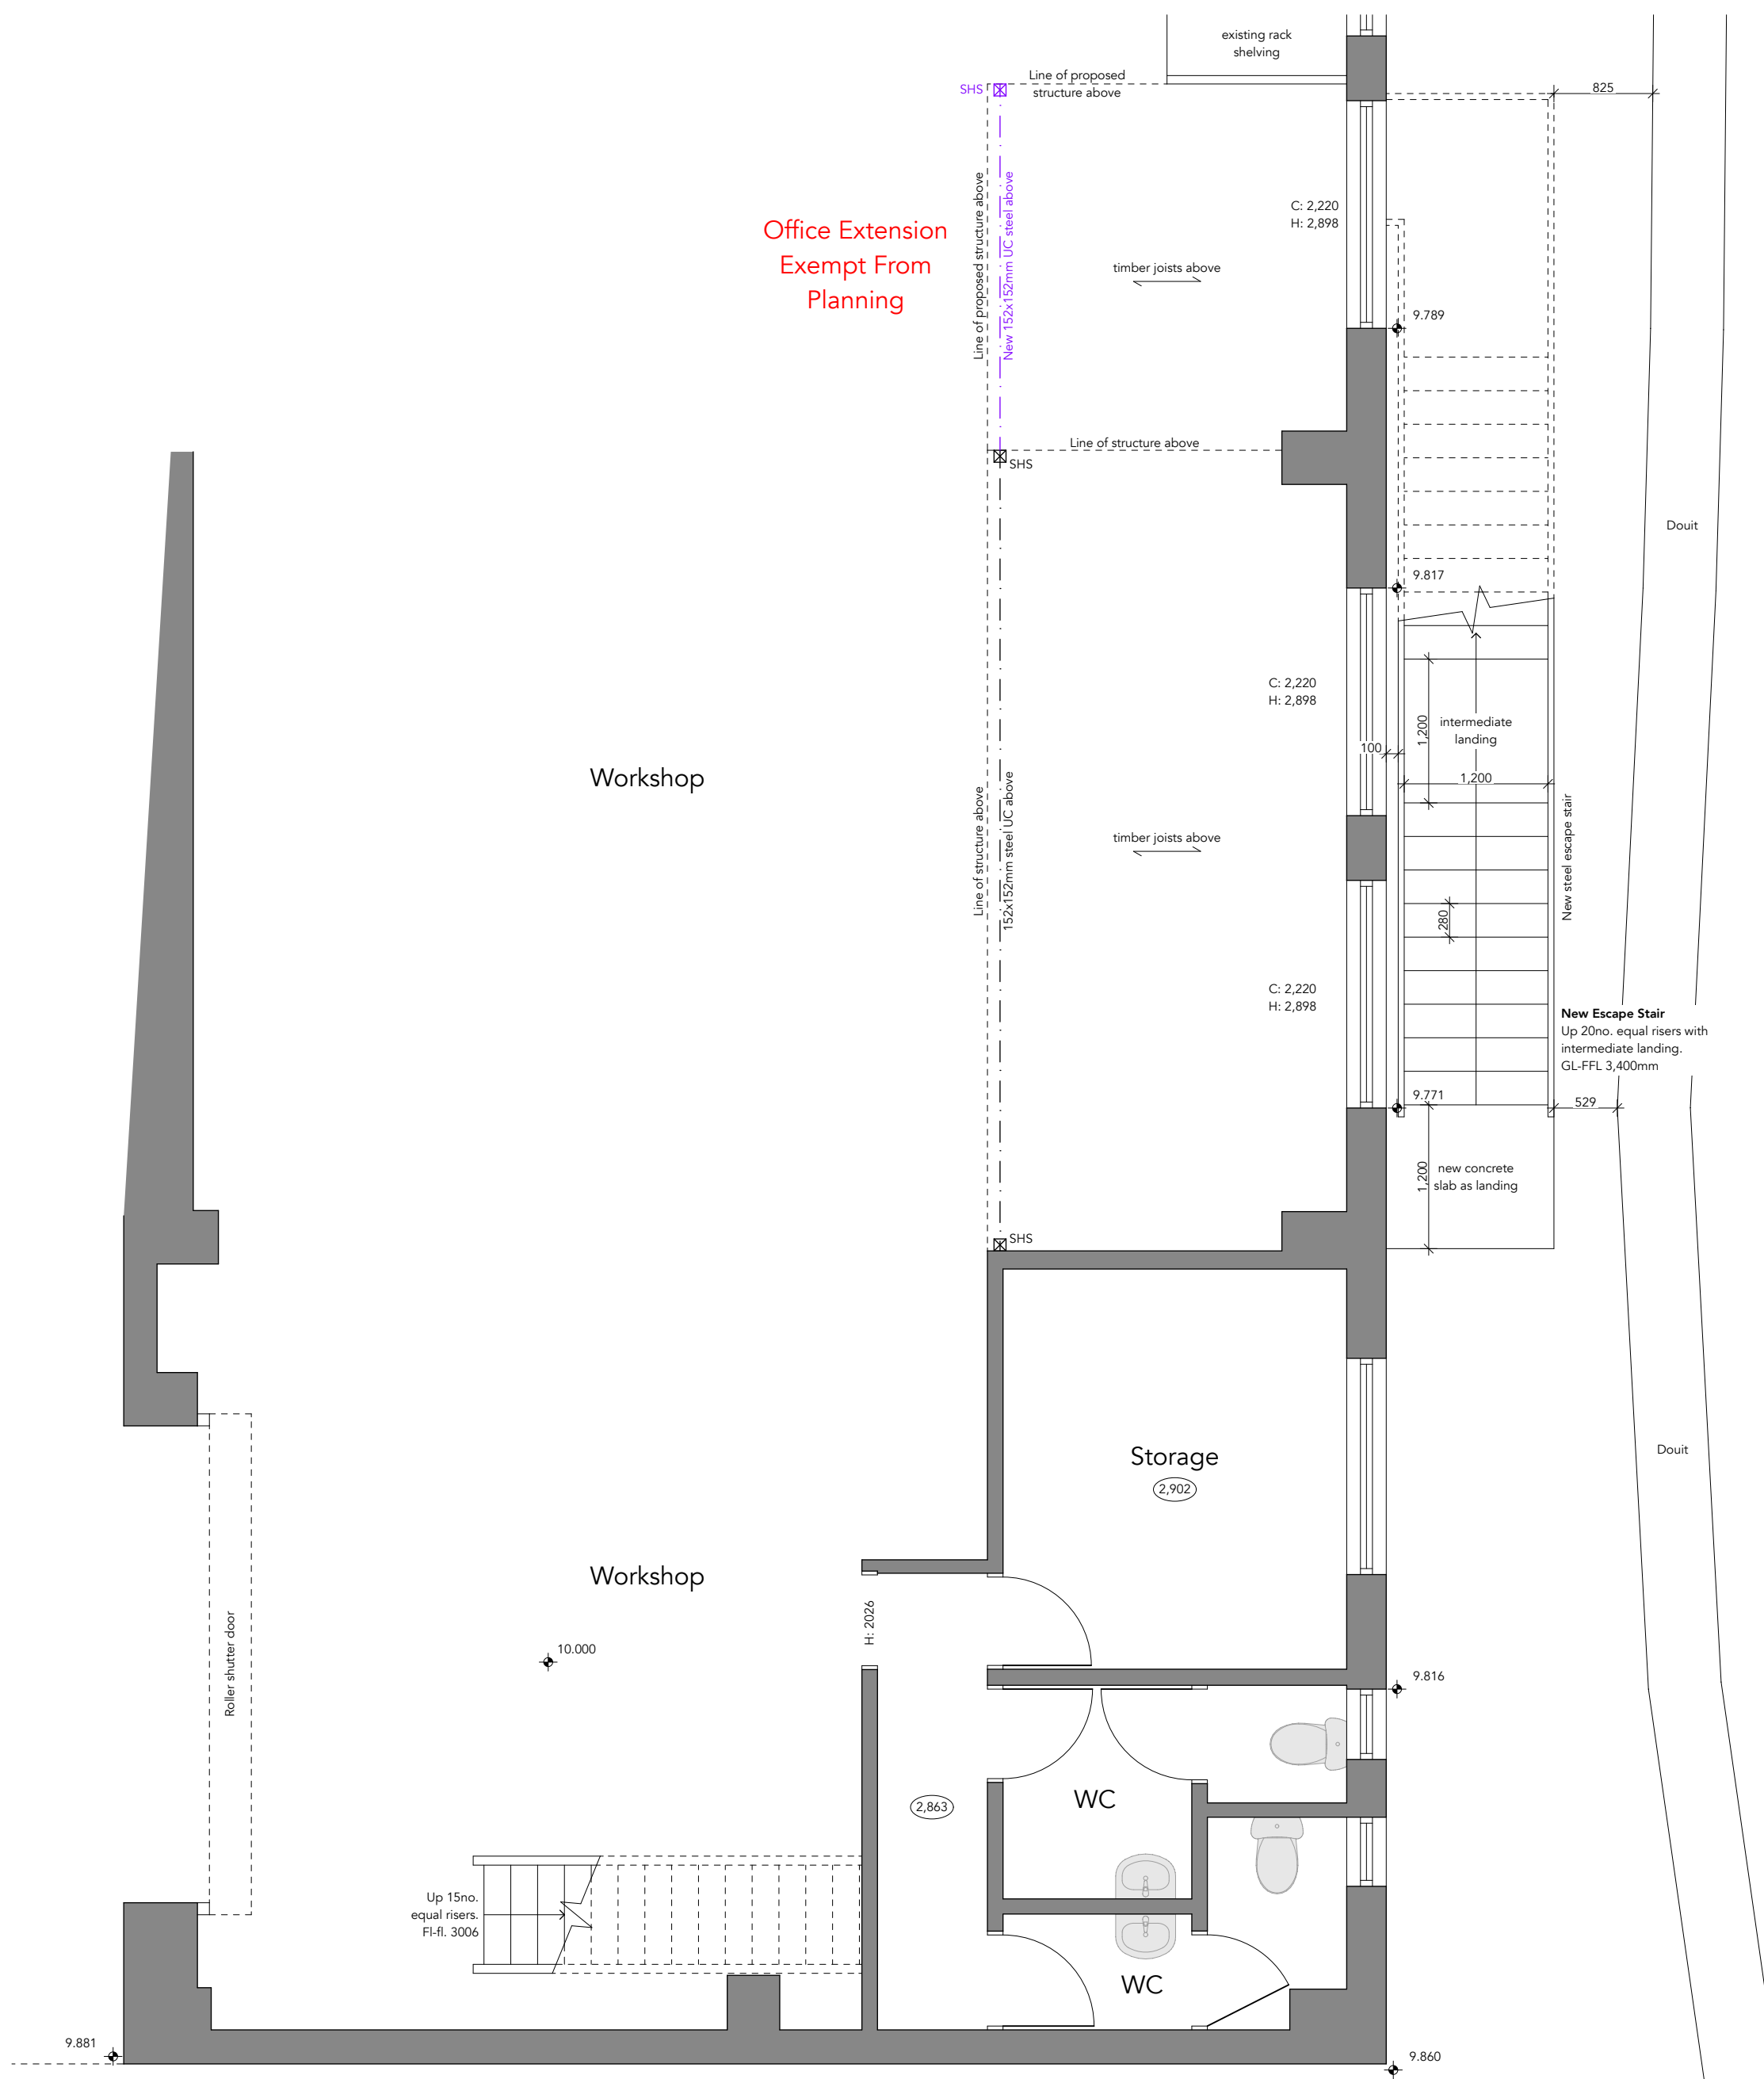 existing rack
shelving
Line of proposed
structure above
SHS
825
Line of proposed structure above
New 152x152mm UC steel above
C: 2,220
H: 2,898
Office Extension
Exempt From
Planning
timber joists above
9.789
Line of structure above
SHS
Douit
9.817
C: 2,220
H: 2,898
1,200
intermediate
landing
100
1,200
Workshop
Line of structure above
152x152mm steel UC above
timber joists above
New steel escape stair
280
C: 2,220
H: 2,898
New Escape Stair
Up 20no. equal risers with
intermediate landing.
GL-FFL 3,400mm
9.771
529
1,200
new concrete
slab as landing
SHS
Storage
2,902
Douit
Workshop
H: 2026
Roller shutter door
10.000
9.816
WC
2,863
Up 15no.
equal risers.
Fl-fl. 3006
WC
9.881
9.860